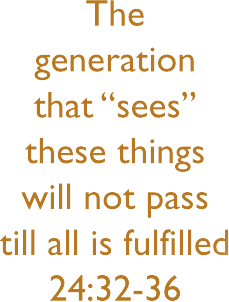 The
generation
that “sees”
these things
will not pass
till all is fulfilled
24:32-36